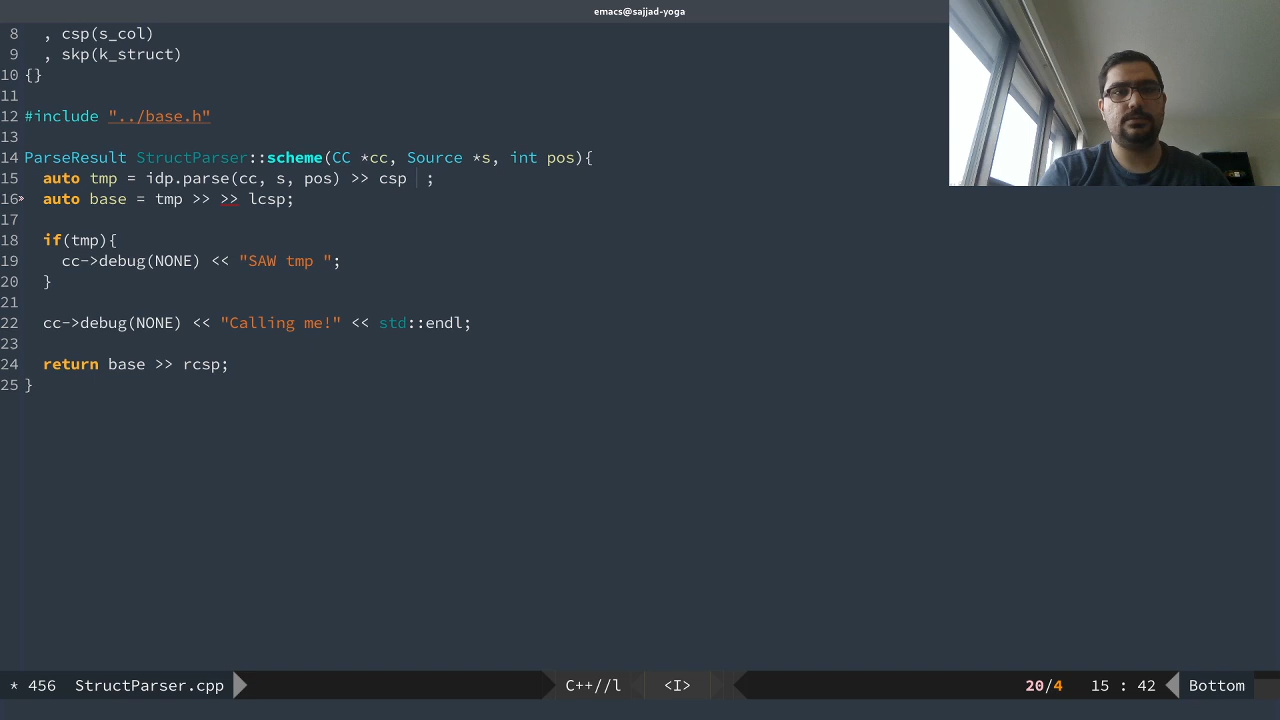 emacs@sajjad-yoga
8 , csp(s_col)
9 , skp(k_struct)
10 {}
11
12 #include "../base.h"
13
14 ParseResult StructParser::scheme(CC *cc, Source *s, int pos){
15 auto tmp = idp.parse(cc, s, pos) >> csp ;
16 auto base = tmp >> >> lcsp;
17
18 if(tmp){
19 cc->debug(NONE) << "SAW tmp ";
20 }
21
22 cc->debug(NONE) << "Calling me!" << std::endl;
23
24 return base >> rcsp;
25 }
* 456 StructParser.cpp C++//l <I> 20/4 15 : 42 Bottom